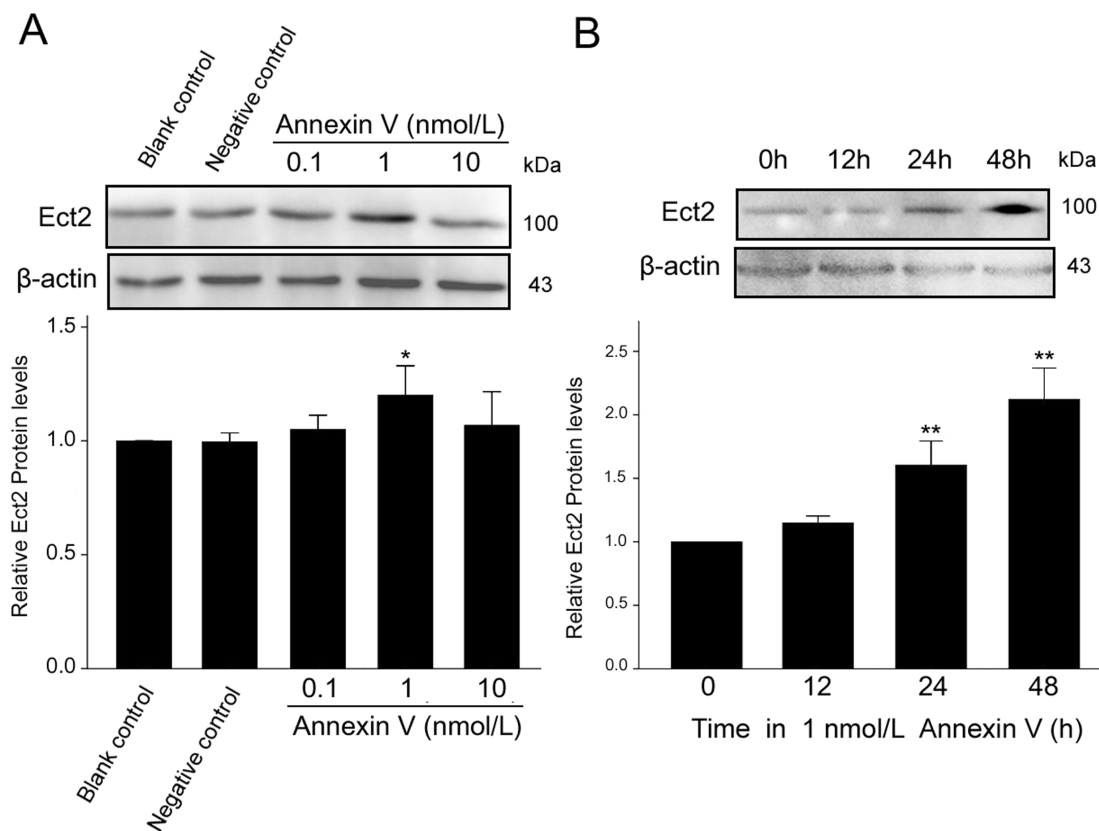 A
Blank control
Negative control
Annexin V (nmol/L)
0.1 1 10 kDa
Ect2 100
β-actin 43
Relative Ect2 Protein levels
1.5
*
1.0
0.5
0.0
Blank control
Negative control
0.1 1 10
Annexin V (nmol/L)
B
0h 12h 24h 48h kDa
Ect2 100
β-actin 43
Relative Ect2 Protein levels
2.5
**
2.0
**
1.5
1.0
0.5
0.0
0 12 24 48
Time in 1 nmol/L Annexin V (h)